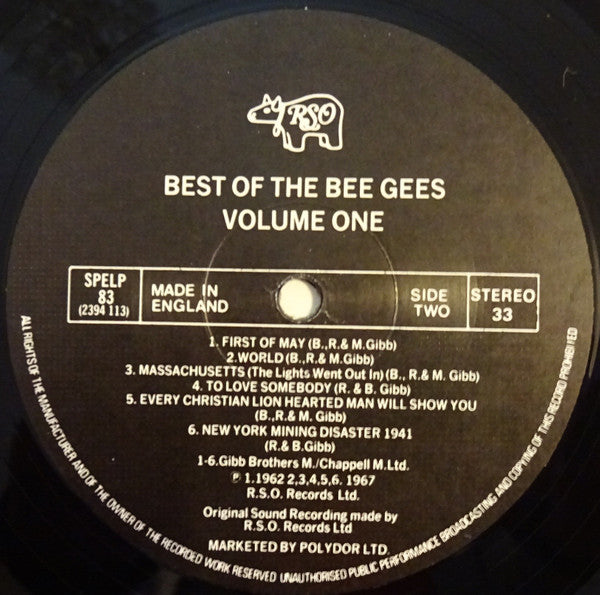 RSO
BEST OF THE BEE GEES
VOLUME ONE
SPELP
83
(2394 113)
MADE IN
ENGLAND
SIDE
TWO
STEREO
33
1. FIRST OF MAY (B., R. & M. Gibb)
2. WORLD (B., R. & M. Gibb)
3. MASSACHUSETTS (The Lights Went Out In) (B., R. & M. Gibb)
4. TO LOVE SOMEBODY (R. & B. Gibb)
5. EVERY CHRISTIAN LION HEARTED MAN WILL SHOW YOU
(B., R. & M. Gibb)
6. NEW YORK MINING DISASTER 1941
(R. & B. Gibb)
1-6. Gibb Brothers M./Chappell M. Ltd.
℗ 1. 1962 2,3,4,5,6. 1967
R.S.O. Records Ltd.
Original Sound Recording made by
R.S.O. Records Ltd
MARKETED BY POLYDOR LTD.
ALL RIGHTS OF THE MANUFACTURER AND OF THE OWNER OF THE RECORDED WORK RESERVED UNAUTHORISED PUBLIC PERFORMANCE BROADCASTING AND COPYING OF THIS RECORD PROHIBITED